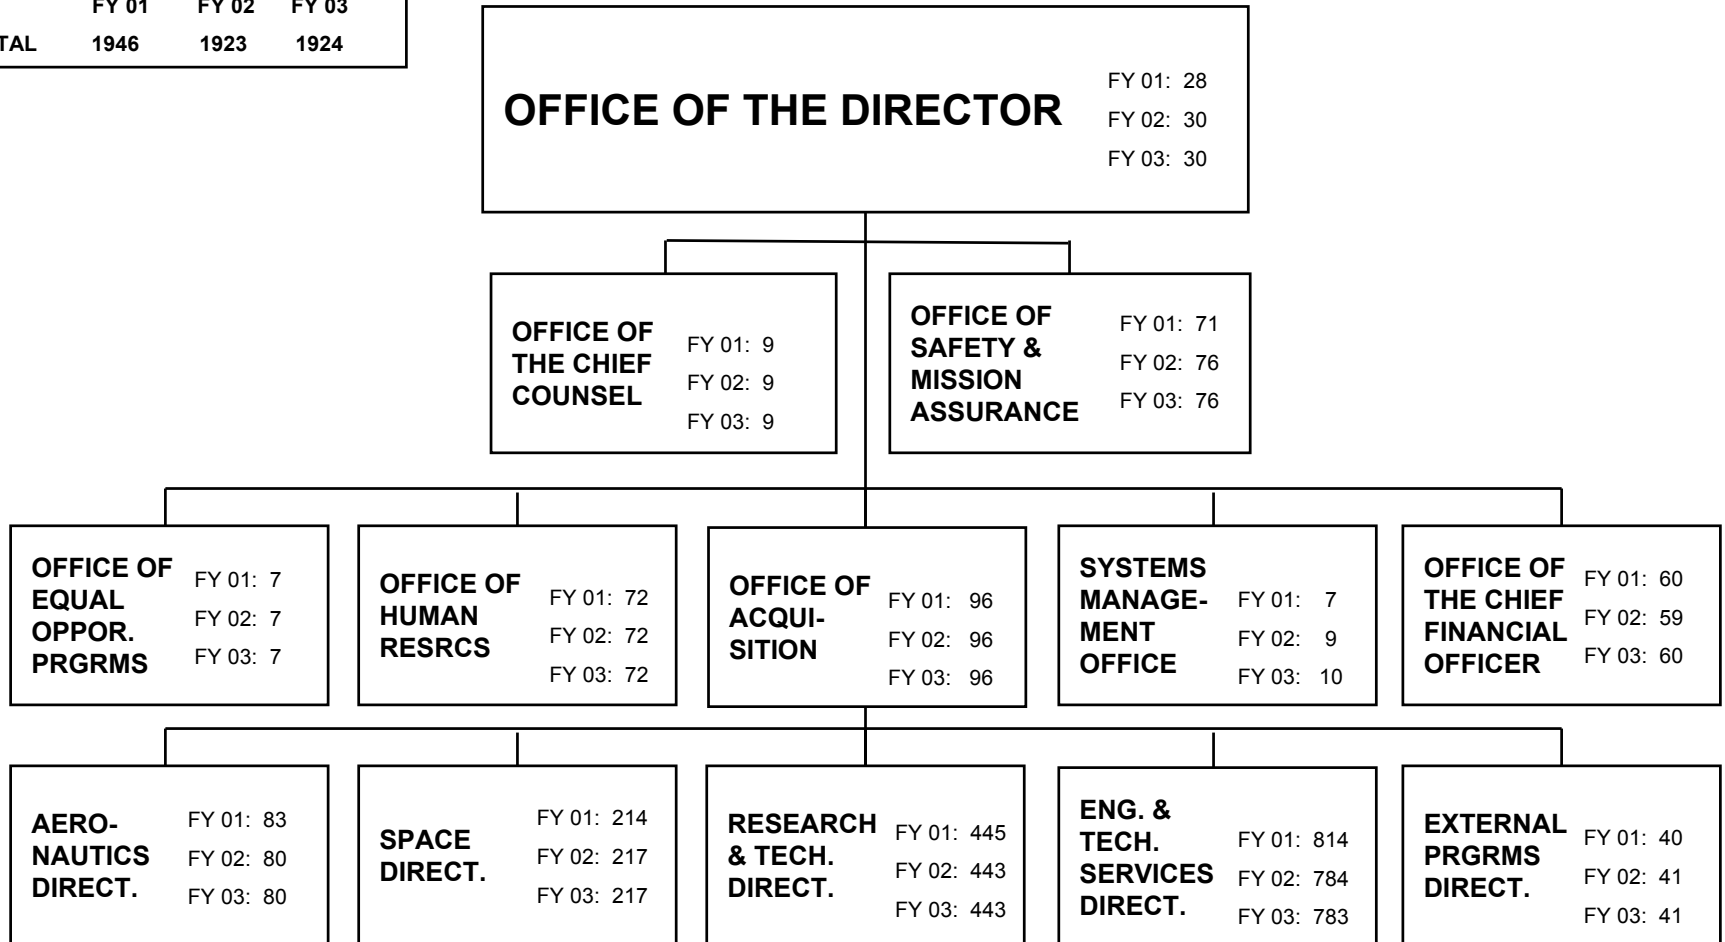 FY 01 FY 02 FY 03
1946 1923 1924
OFFICE OF THE DIRECTOR
FY 01: 28
FY 02: 30
FY 03: 30
OFFICE OF
THE CHIEF
COUNSEL
FY 01: 9
FY 02: 9
FY 03: 9
OFFICE OF
SAFETY &
MISSION
ASSURANCE
FY 01: 71
FY 02: 76
FY 03: 76
OFFICE OF
EQUAL
OPPOR.
PRGRMS
FY 01: 7
FY 02: 7
FY 03: 7
OFFICE OF
HUMAN
RESRCS
FY 01: 72
FY 02: 72
FY 03: 72
OFFICE OF
ACQUI-
SITION
FY 01: 96
FY 02: 96
FY 03: 96
SYSTEMS
MANAGE-
MENT
OFFICE
FY 01: 7
FY 02: 9
FY 03: 10
OFFICE OF
THE CHIEF
FINANCIAL
OFFICER
FY 01: 60
FY 02: 59
FY 03: 60
AERO-
NAUTICS
DIRECT.
FY 01: 83
FY 02: 80
FY 03: 80
SPACE
DIRECT.
FY 01: 214
FY 02: 217
FY 03: 217
RESEARCH
& TECH.
DIRECT.
FY 01: 445
FY 02: 443
FY 03: 443
ENG. &
TECH.
SERVICES
DIRECT.
FY 01: 814
FY 02: 784
FY 03: 783
EXTERNAL
PRGRMS
DIRECT.
FY 01: 40
FY 02: 41
FY 03: 41